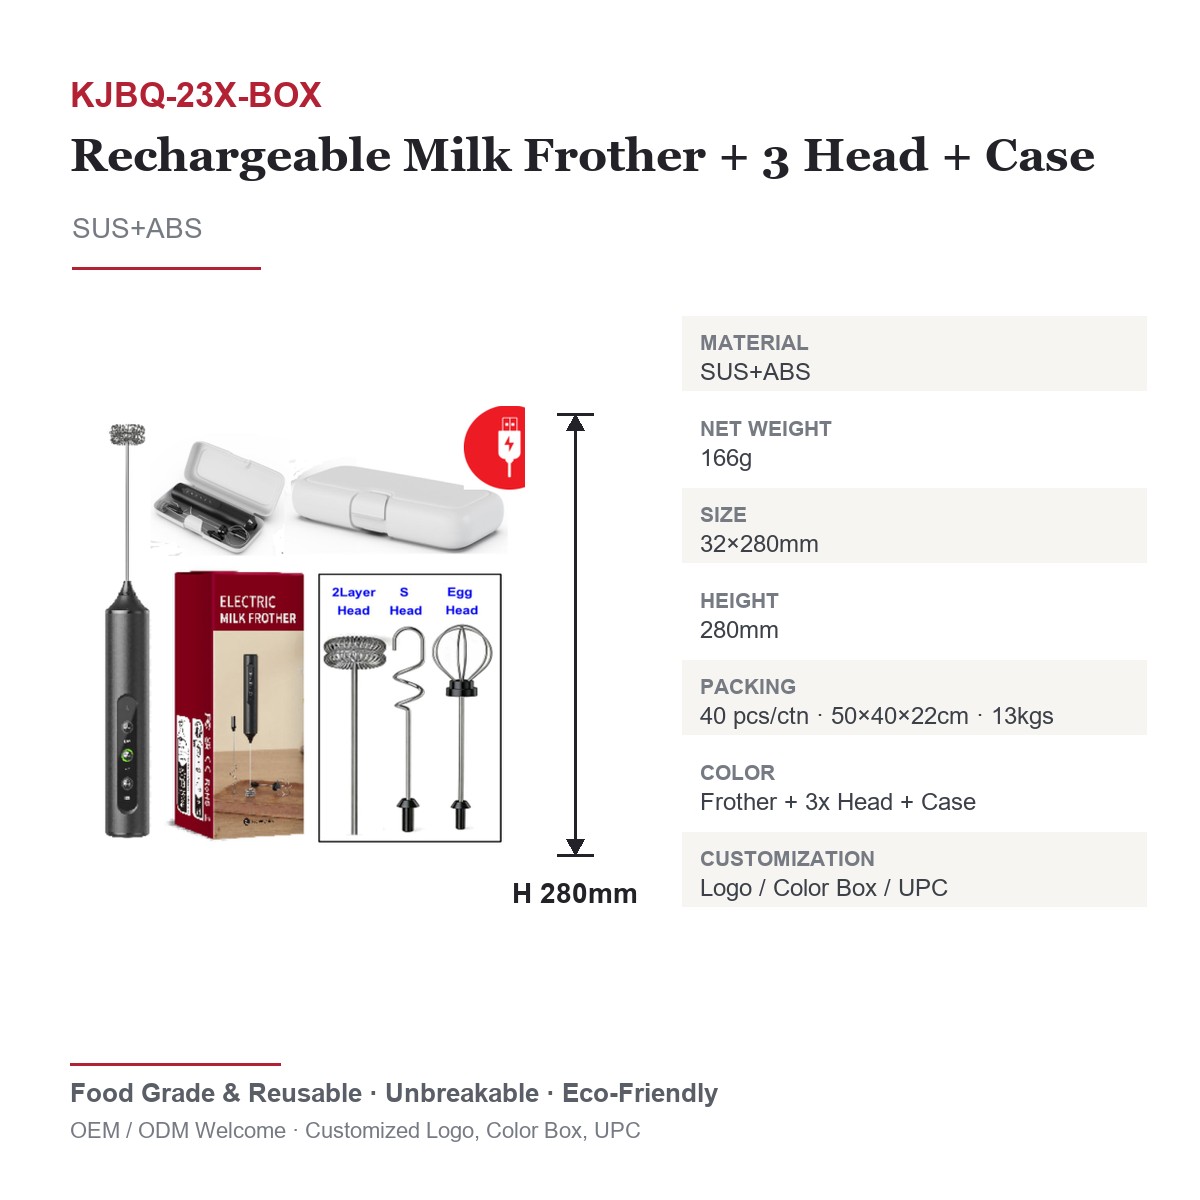 KJBQ-23X-BOX
Rechargeable Milk Frother + 3 Head + Case
SUS+ABS
ELECTRIC
MILK FROTHER
2Layer Head
S Head
Egg Head
H 280mm
MATERIAL
SUS+ABS
NET WEIGHT
166g
SIZE
32×280mm
HEIGHT
280mm
PACKING
40 pcs/ctn · 50×40×22cm · 13kgs
COLOR
Frother + 3x Head + Case
CUSTOMIZATION
Logo / Color Box / UPC
Food Grade & Reusable · Unbreakable · Eco-Friendly
OEM / ODM Welcome · Customized Logo, Color Box, UPC